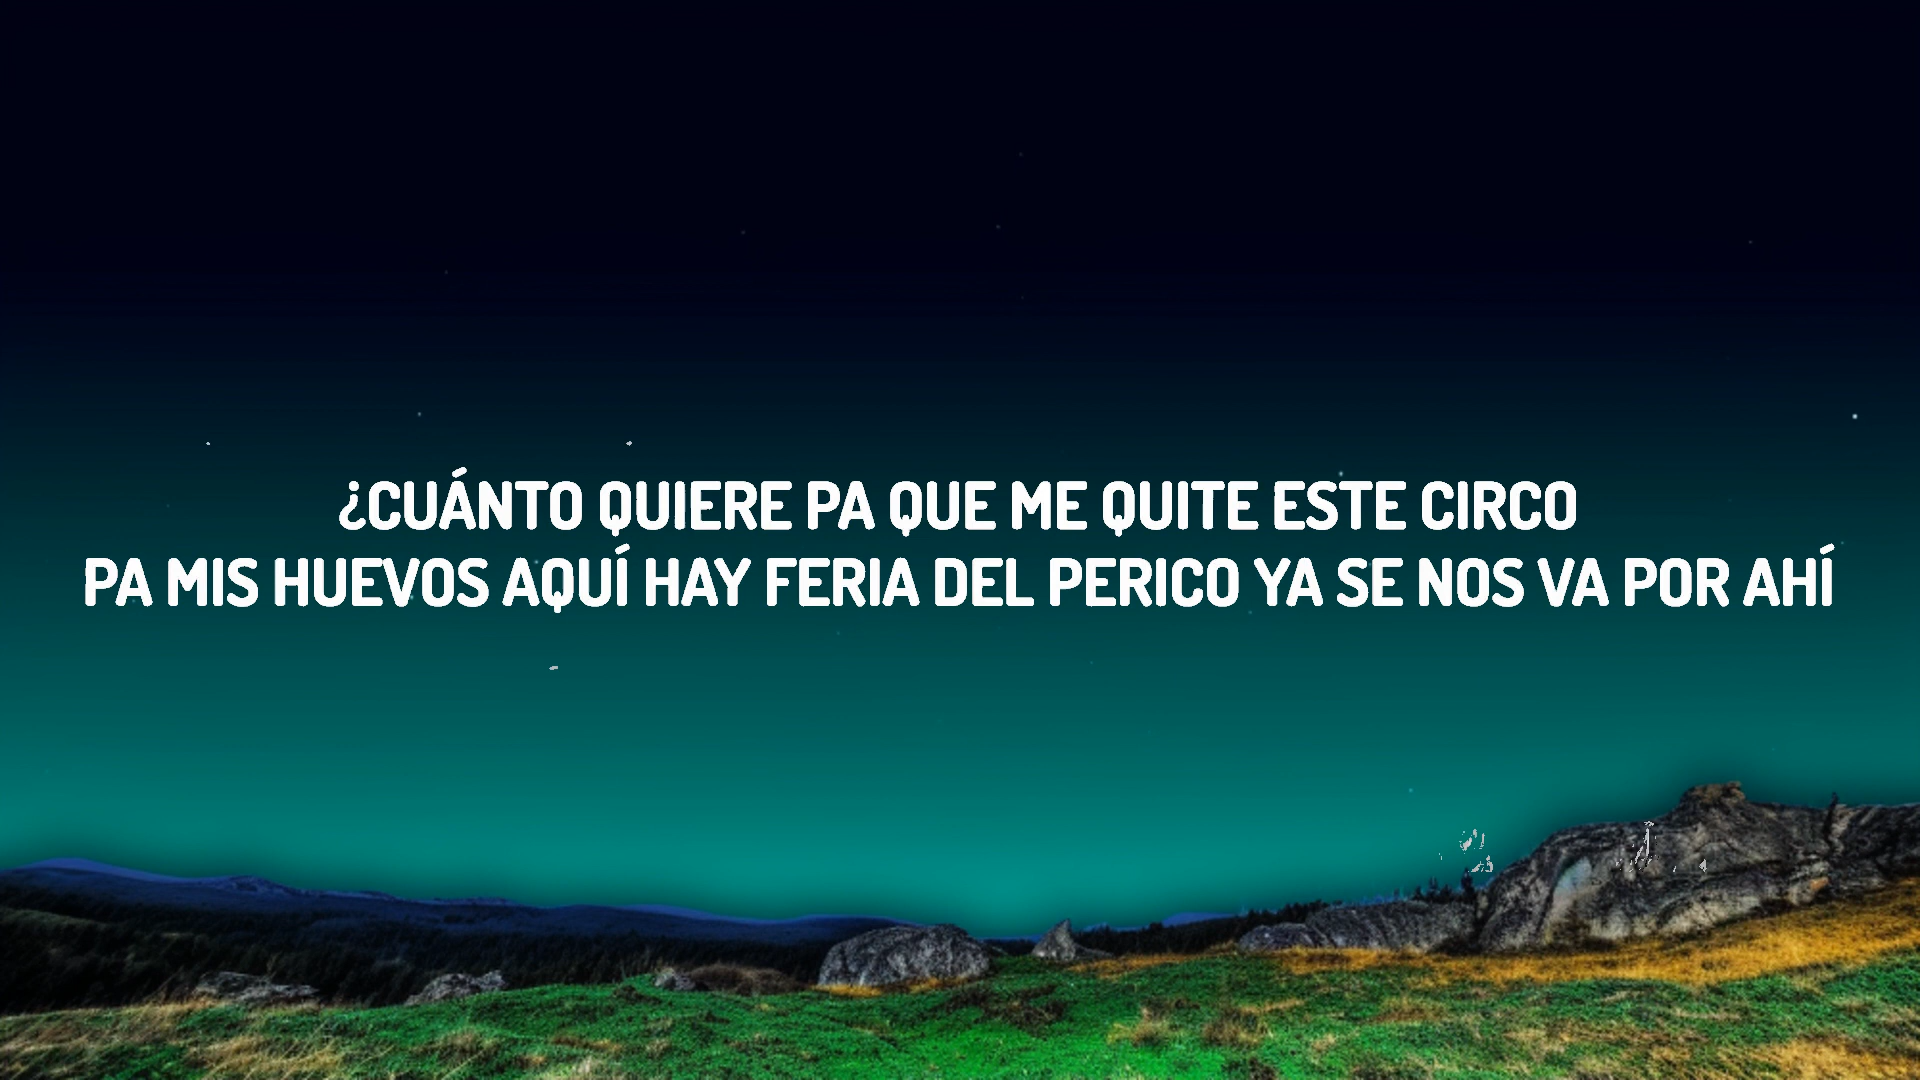 ¿CUÁNTO QUIERE PA QUE ME QUITE ESTE CIRCO
PA MIS HUEVOS AQUÍ HAY FERIA DEL PERICO YA SE NOS VA POR AHÍ